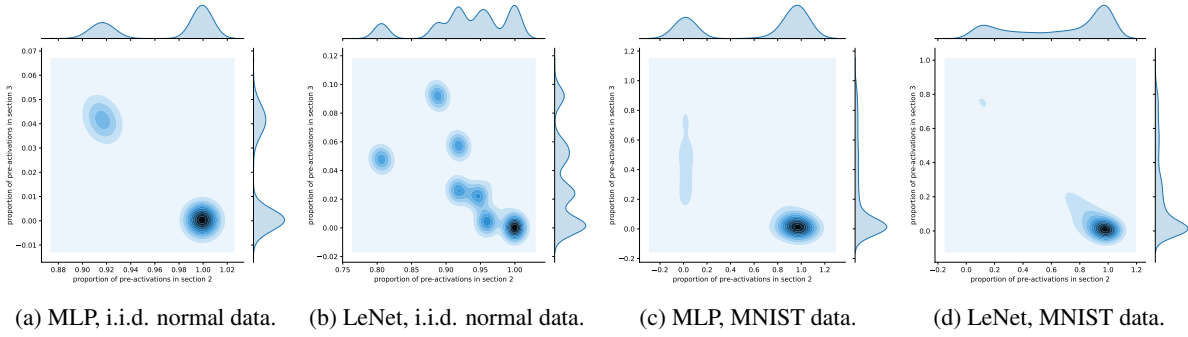 0.07
0.06
0.05
0.04
0.03
0.02
0.01
0.00
−0.01
proportion of pre-activations in section 3
0.88 0.90 0.92 0.94 0.96 0.98 1.00 1.02
proportion of pre-activations in section 2
0.12
0.10
0.08
0.06
0.04
0.02
0.00
−0.02
proportion of pre-activations in section 3
0.75 0.80 0.85 0.90 0.95 1.00
proportion of pre-activations in section 2
1.2
1.0
0.8
0.6
0.4
0.2
0.0
−0.2
proportion of pre-activations in section 3
−0.4 −0.2 0.0 0.2 0.4 0.6 0.8 1.0 1.2
proportion of pre-activations in section 2
1.0
0.8
0.6
0.4
0.2
0.0
proportion of pre-activations in section 3
−0.2 0.0 0.2 0.4 0.6 0.8 1.0 1.2
proportion of pre-activations in section 2
(a) MLP, i.i.d. normal data.
(b) LeNet, i.i.d. normal data.
(c) MLP, MNIST data.
(d) LeNet, MNIST data.